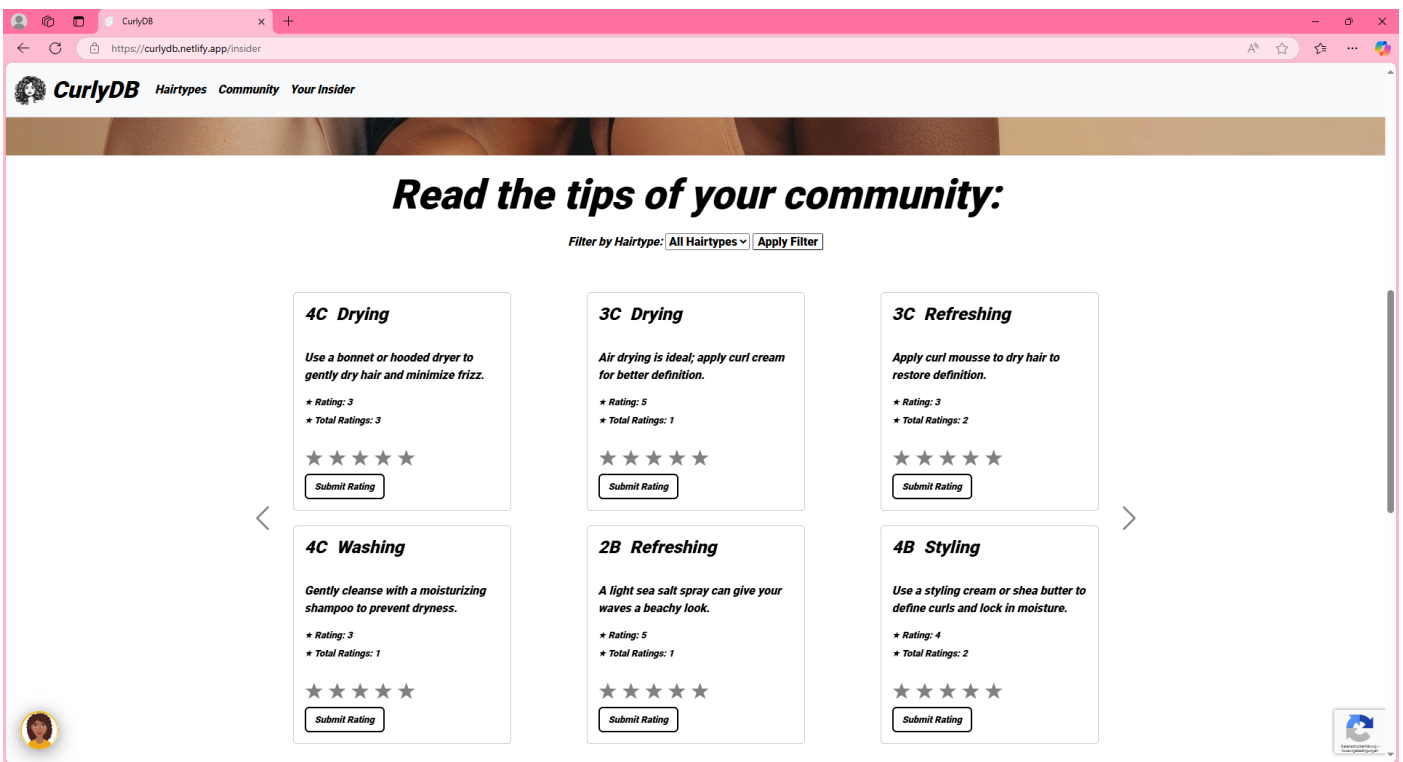 CurlyDB
https://curlydb.netlify.app/insider
CurlyDB Hairtypes Community Your Insider
Read the tips of your community:
Filter by Hairtype: All Hairtypes Apply Filter
4C Drying
Use a bonnet or hooded dryer to
gently dry hair and minimize frizz.
★ Rating: 3
★ Total Ratings: 3
★★★★★
Submit Rating
3C Drying
Air drying is ideal; apply curl cream
for better definition.
★ Rating: 5
★ Total Ratings: 1
★★★★★
Submit Rating
3C Refreshing
Apply curl mousse to dry hair to
restore definition.
★ Rating: 3
★ Total Ratings: 2
★★★★★
Submit Rating
4C Washing
Gently cleanse with a moisturizing
shampoo to prevent dryness.
★ Rating: 3
★ Total Ratings: 1
★★★★★
Submit Rating
2B Refreshing
A light sea salt spray can give your
waves a beachy look.
★ Rating: 5
★ Total Ratings: 1
★★★★★
Submit Rating
4B Styling
Use a styling cream or shea butter to
define curls and lock in moisture.
★ Rating: 4
★ Total Ratings: 2
★★★★★
Submit Rating
Datenschutzerklärung -
Nutzungsbedingungen